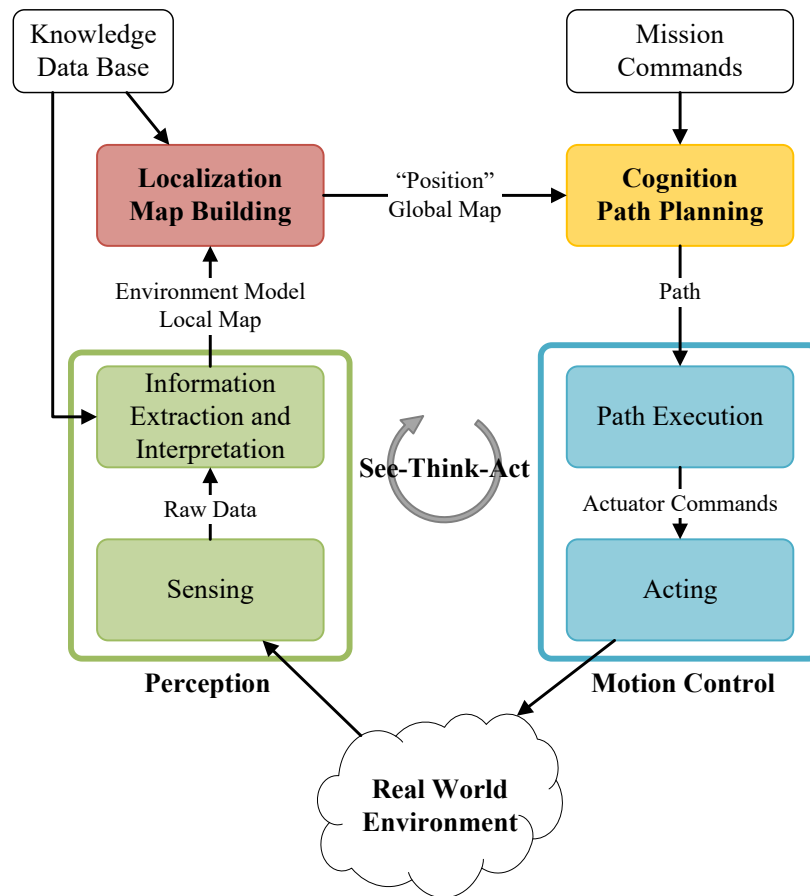 Knowledge
Data Base
Mission
Commands
Localization
Map Building
“Position”
Global Map
Cognition
Path Planning
Environment Model
Local Map
Path
Information
Extraction and
Interpretation
Path Execution
See-Think-Act
Raw Data
Actuator Commands
Sensing
Acting
Perception
Motion Control
Real World
Environment